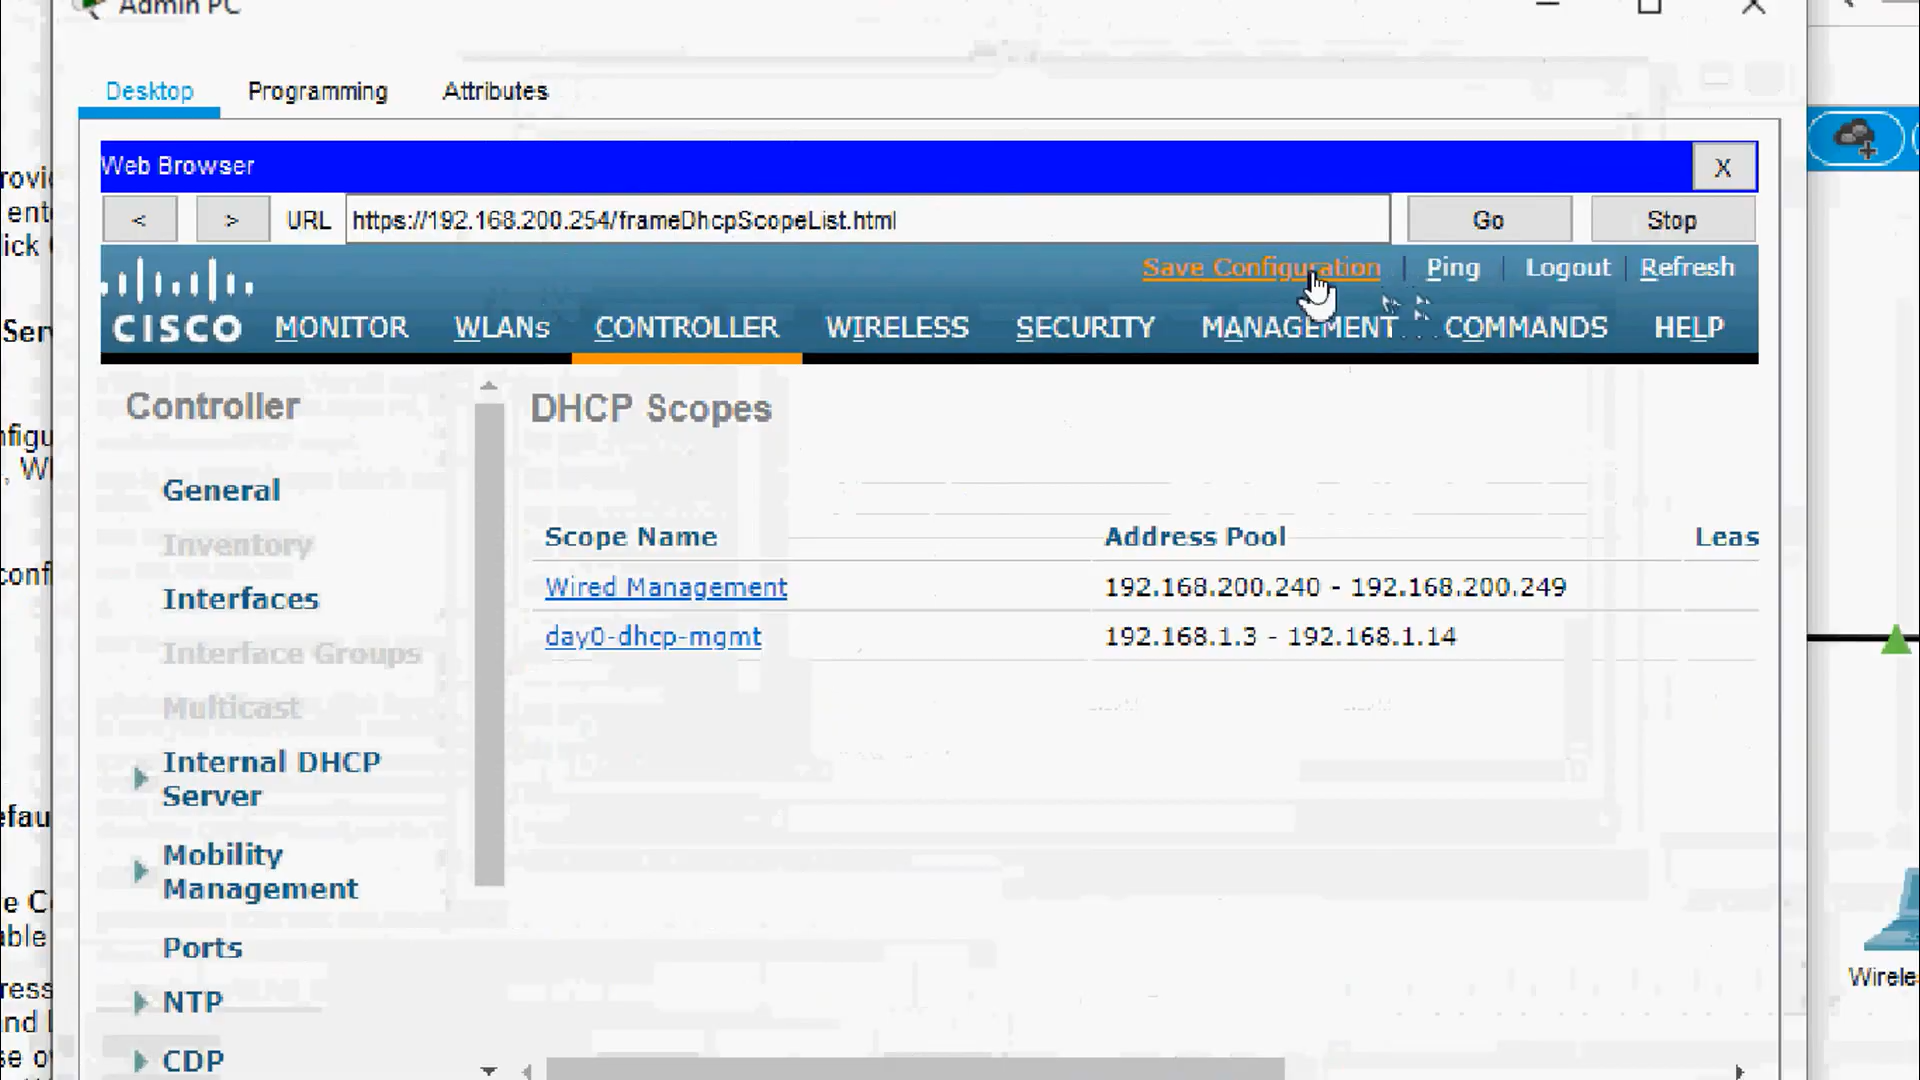 Admin PC
Desktop Programming Attributes
Web Browser X
< > URL https://192.168.200.254/frameDhcpScopeList.html Go Stop
Save Configuration Ping Logout Refresh
CISCO MONITOR WLANs CONTROLLER WIRELESS SECURITY MANAGEMENT COMMANDS HELP
Controller
General
Inventory
Interfaces
Interface Groups
Multicast
Internal DHCP
Server
Mobility
Management
Ports
NTP
CDP
DHCP Scopes
Scope Name Address Pool Leas
Wired Management 192.168.200.240 - 192.168.200.249
day0-dhcp-mgmt 192.168.1.3 - 192.168.1.14
Wirele